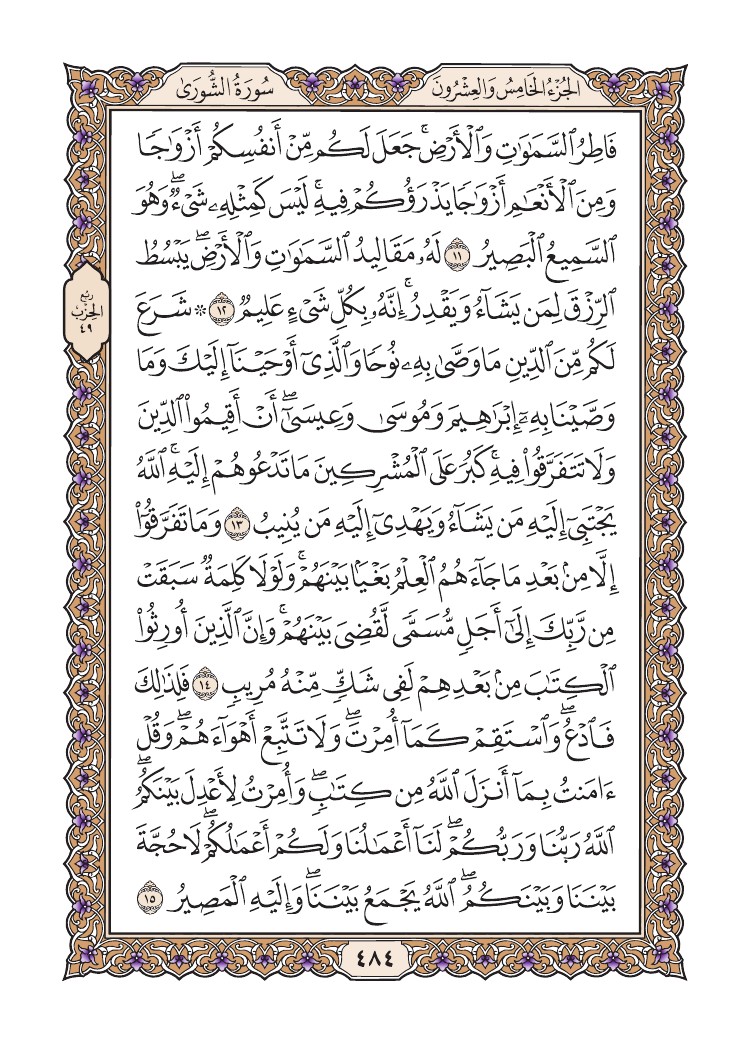 الجُزْءُ الخَامِسُ وَالعِشْرُونَ
سُورَةُ الشُّورَىٰ
فَاطِرُ ٱلسَّمَٰوَٰتِ وَٱلۡأَرۡضِۚ جَعَلَ لَكُم مِّنۡ أَنفُسِكُمۡ أَزۡوَٰجٗا
وَمِنَ ٱلۡأَنۡعَٰمِ أَزۡوَٰجٗا يَذۡرَؤُكُمۡ فِيهِۚ لَيۡسَ كَمِثۡلِهِۦ شَيۡءٞۖ وَهُوَ
ٱلسَّمِيعُ ٱلۡبَصِيرُ ١١ لَهُۥ مَقَالِيدُ ٱلسَّمَٰوَٰتِ وَٱلۡأَرۡضِۖ يَبۡسُطُ
ٱلرِّزۡقَ لِمَن يَشَآءُ وَيَقۡدِرُۚ إِنَّهُۥ بِكُلِّ شَيۡءٍ عَلِيمٞ ١٢ ۞ شَرَعَ
رُبْع
الحِزْب
٤٩
لَكُم مِّنَ ٱلدِّينِ مَا وَصَّىٰ بِهِۦ نُوحٗا وَٱلَّذِيٓ أَوۡحَيۡنَآ إِلَيۡكَ وَمَا
وَصَّيۡنَا بِهِۦٓ إِبۡرَٰهِيمَ وَمُوسَىٰ وَعِيسَىٰٓۖ أَنۡ أَقِيمُواْ ٱلدِّينَ
وَلَا تَتَفَرَّقُواْ فِيهِۚ كَبُرَ عَلَى ٱلۡمُشۡرِكِينَ مَا تَدۡعُوهُمۡ إِلَيۡهِۚ ٱللَّهُ
يَجۡتَبِيٓ إِلَيۡهِ مَن يَشَآءُ وَيَهۡدِيٓ إِلَيۡهِ مَن يُنِيبُ ١٣ وَمَا تَفَرَّقُوٓاْ
إِلَّا مِنۢ بَعۡدِ مَا جَآءَهُمُ ٱلۡعِلۡمُ بَغۡيَۢا بَيۡنَهُمۡۚ وَلَوۡلَا كَلِمَةٞ سَبَقَتۡ
مِن رَّبِّكَ إِلَىٰٓ أَجَلٖ مُّسَمّٗى لَّقُضِيَ بَيۡنَهُمۡۚ وَإِنَّ ٱلَّذِينَ أُورِثُواْ
ٱلۡكِتَٰبَ مِنۢ بَعۡدِهِمۡ لَفِي شَكّٖ مِّنۡهُ مُرِيبٖ ١٤ فَلِذَٰلِكَ
فَٱدۡعُۖ وَٱسۡتَقِمۡ كَمَآ أُمِرۡتَۖ وَلَا تَتَّبِعۡ أَهۡوَآءَهُمۡۖ وَقُلۡ
ءَامَنتُ بِمَآ أَنزَلَ ٱللَّهُ مِن كِتَٰبٖۖ وَأُمِرۡتُ لِأَعۡدِلَ بَيۡنَكُمُۖ
ٱللَّهُ رَبُّنَا وَرَبُّكُمۡۖ لَنَآ أَعۡمَٰلُنَا وَلَكُمۡ أَعۡمَٰلُكُمۡۖ لَا حُجَّةَ
بَيۡنَنَا وَبَيۡنَكُمُۖ ٱللَّهُ يَجۡمَعُ بَيۡنَنَاۖ وَإِلَيۡهِ ٱلۡمَصِيرُ ١٥
٤٨٤